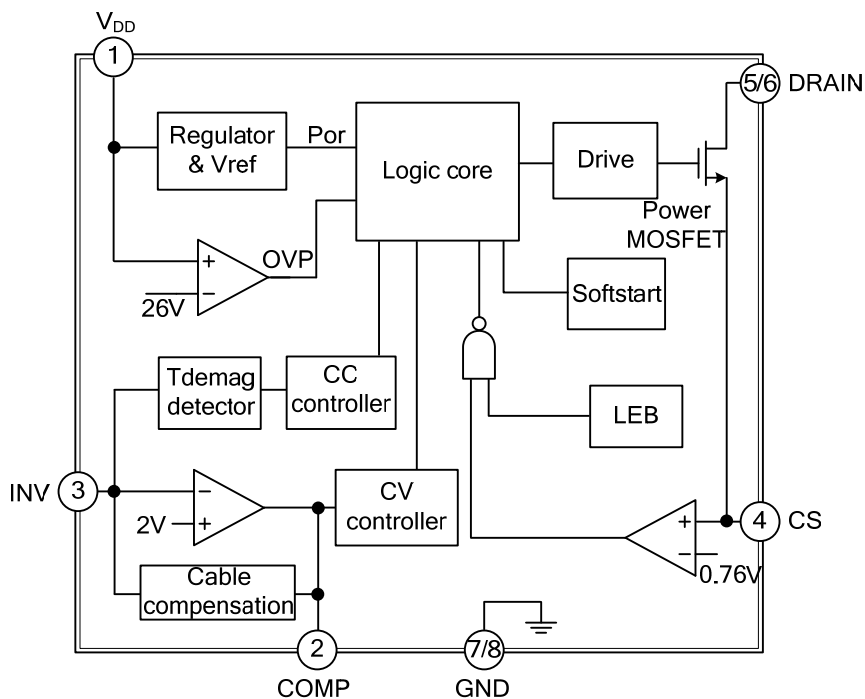 VDD
1
5/6 DRAIN
Regulator
& Vref
Por
Logic core
Drive
Power
MOSFET
+
−
26V
OVP
Softstart
Tdemag
detector
CC
controller
LEB
INV 3
−
2V +
CV
controller
+
−
0.76V
4 CS
Cable
compensation
2
COMP
7/8
GND